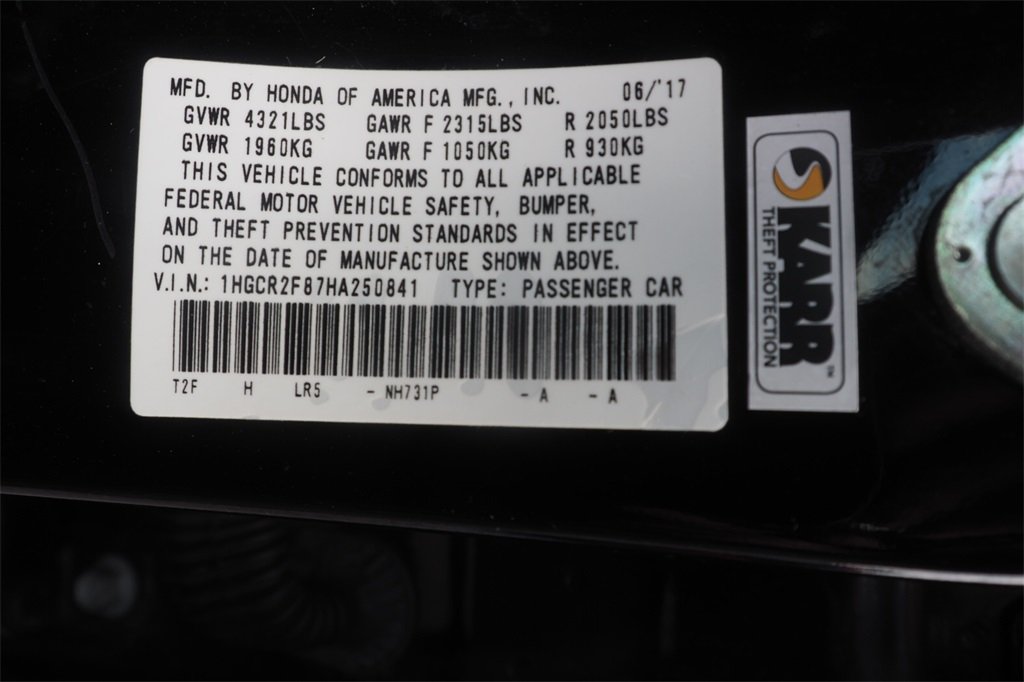 MFD. BY HONDA OF AMERICA MFG., INC. 06/'17
GVWR 4321LBS GAWR F 2315LBS R 2050LBS
GVWR 1960KG GAWR F 1050KG R 930KG
THIS VEHICLE CONFORMS TO ALL APPLICABLE
FEDERAL MOTOR VEHICLE SAFETY, BUMPER,
AND THEFT PREVENTION STANDARDS IN EFFECT
ON THE DATE OF MANUFACTURE SHOWN ABOVE.
V.I.N.: 1HGCR2F87HA250841 TYPE: PASSENGER CAR
T2F H LR5 - NH731P - A - A
KARR™
THEFT PROTECTION